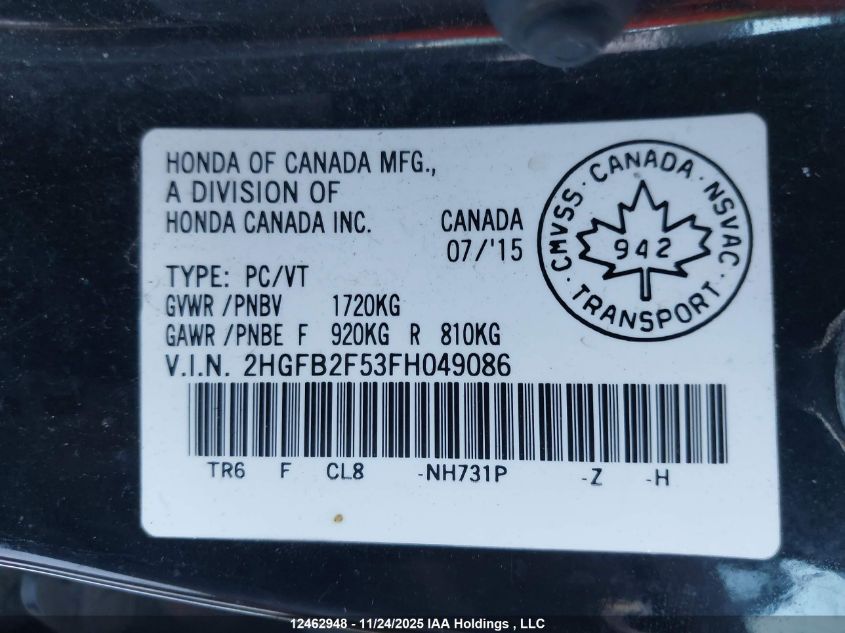 HONDA OF CANADA MFG.,
A DIVISION OF
HONDA CANADA INC.
CANADA
07/'15
CMVSS · CANADA · NSVAC
942
· TRANSPORT ·
TYPE: PC/VT
GVWR /PNBV 1720KG
GAWR /PNBE F 920KG R 810KG
V.I.N. 2HGFB2F53FH049086
TR6 F CL8 -NH731P -Z -H
12462948 - 11/24/2025 IAA Holdings , LLC